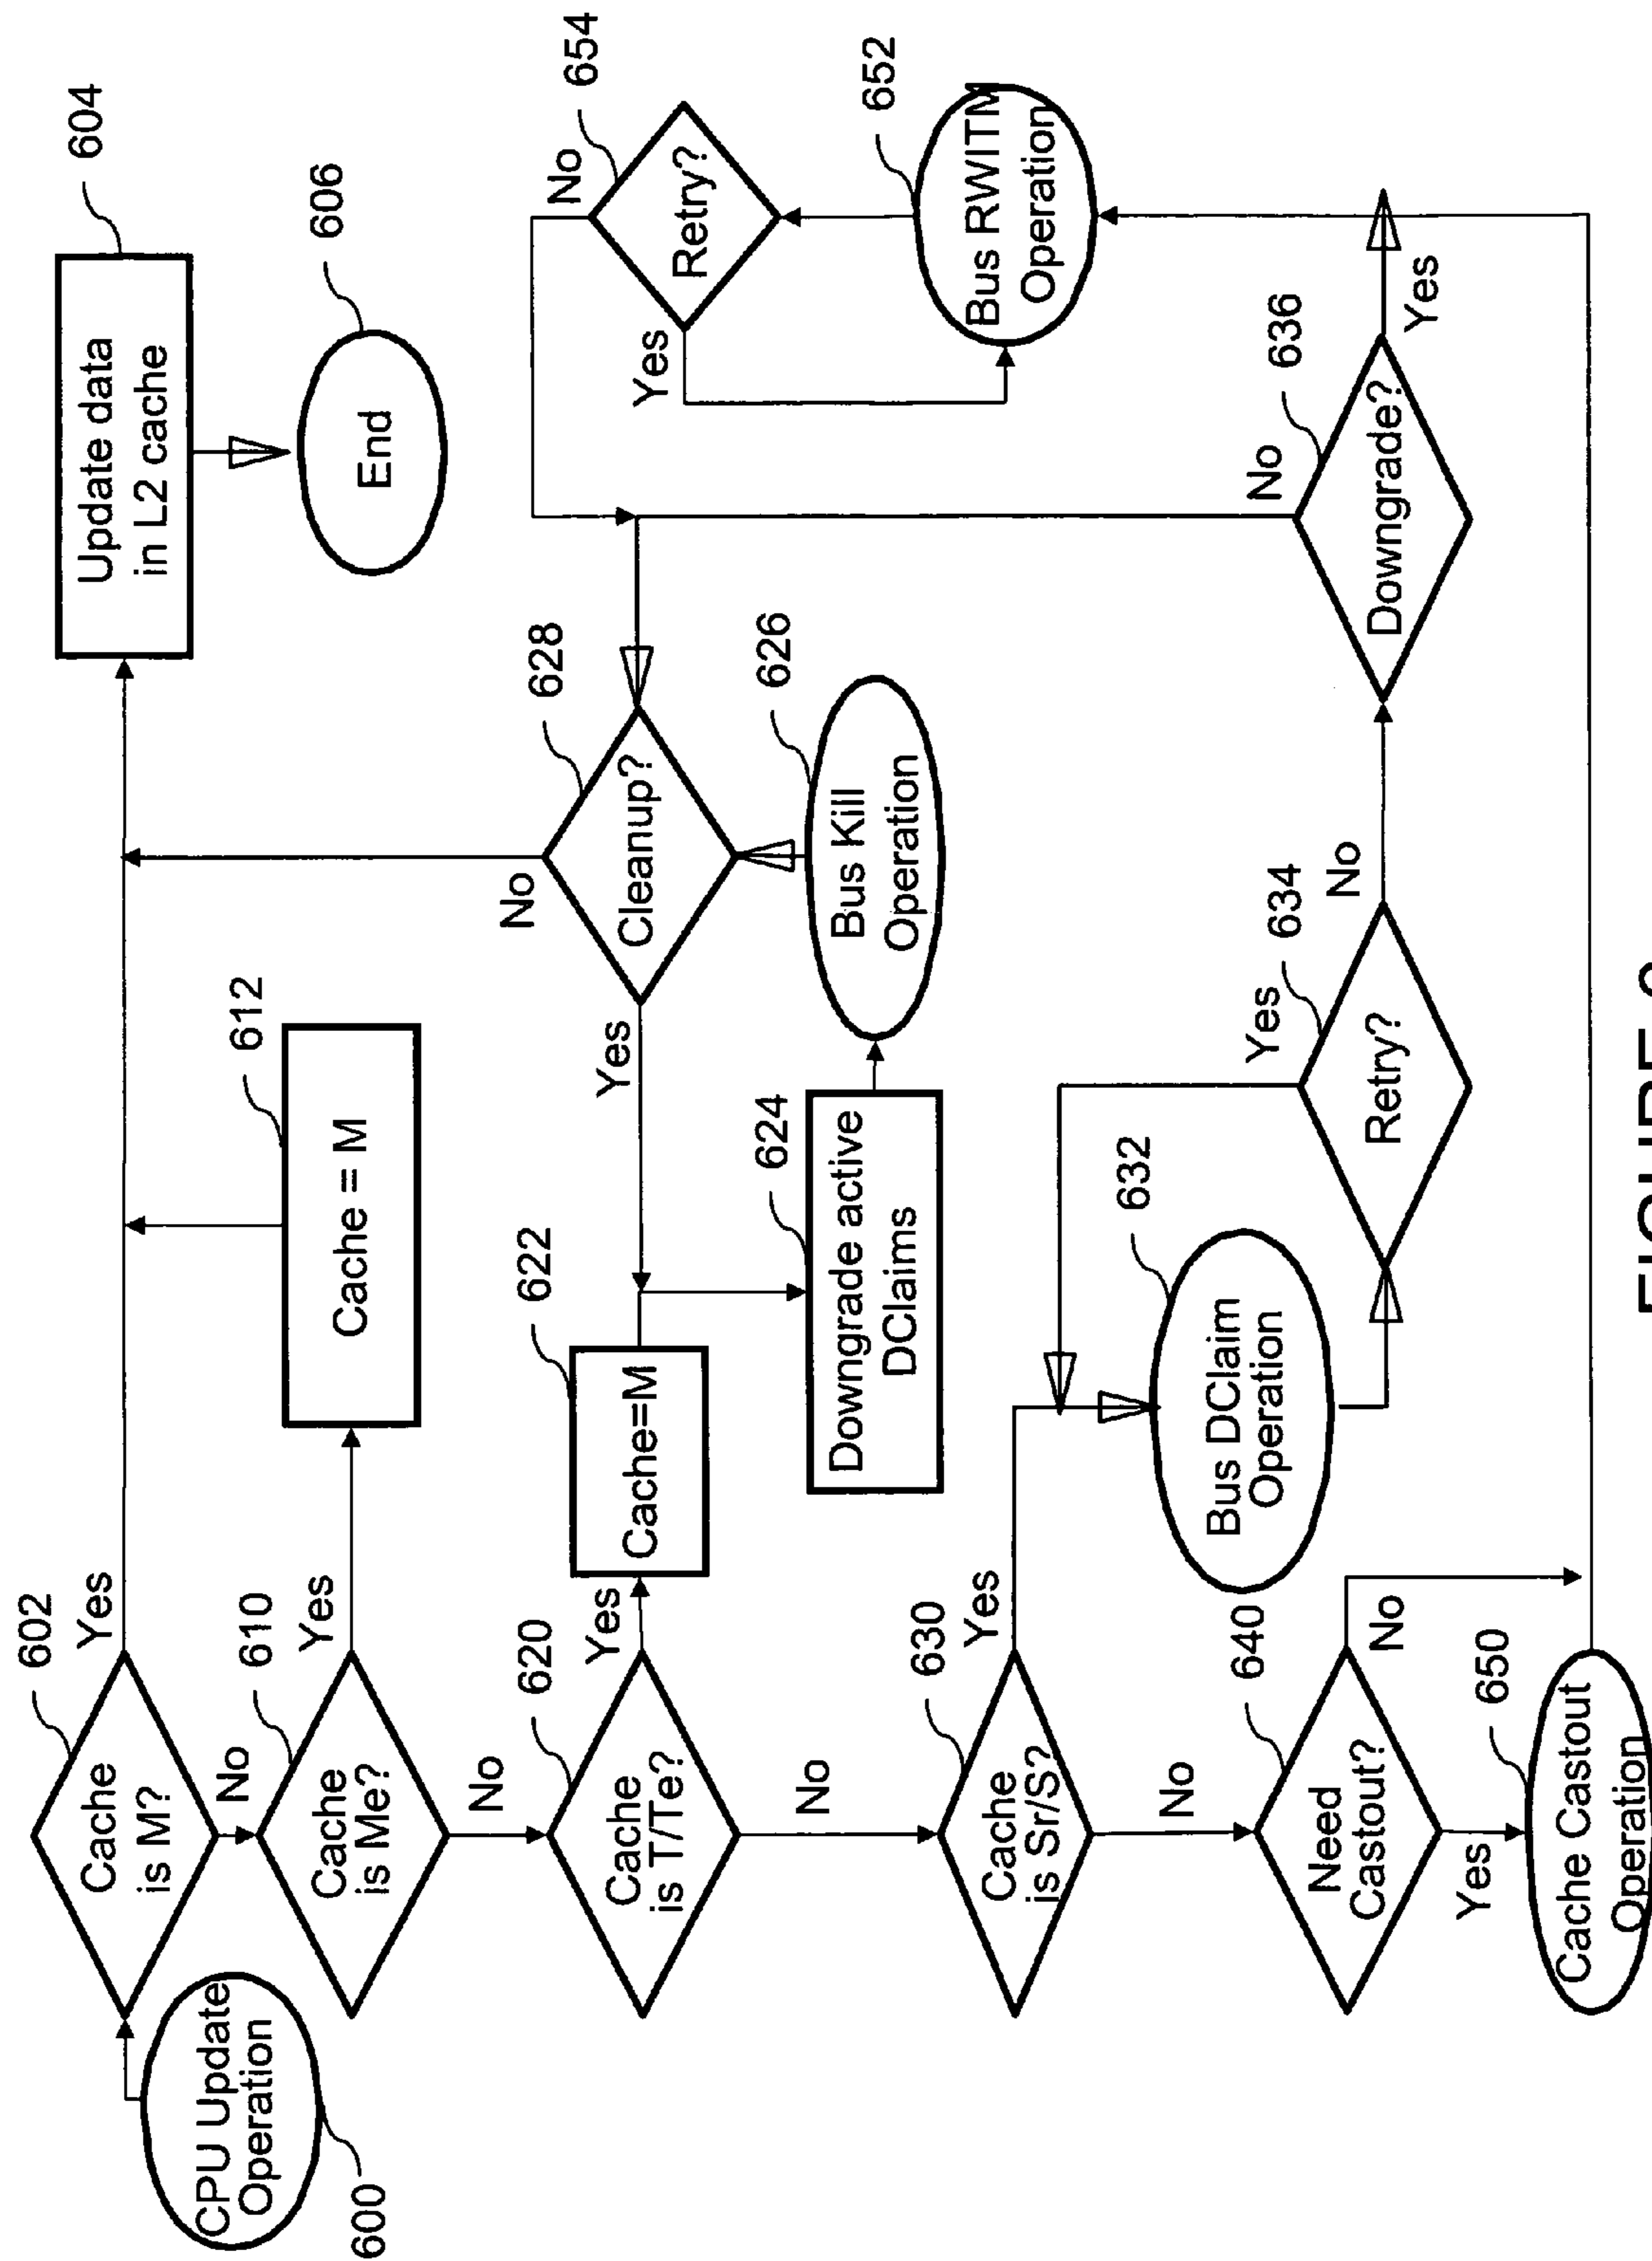 CPU Update
Operation
600
Cache
is M?
602
Yes
No
Update data
in L2 cache
604
End
606
Cache
is Me?
610
Yes
No
Cache = M
612
Cache
is T/Te?
620
Yes
No
Cache=M
622
Downgrade active
DClaims
624
Bus Kill
Operation
626
Cleanup?
628
Yes
No
Cache
is Sr/S?
630
Yes
No
Bus DClaim
Operation
632
Retry?
634
Yes
No
Downgrade?
636
No
Yes
Need
Castout?
640
No
Yes
Cache Castout
Operation
650
Bus RWITM
Operation
652
Retry?
654
Yes
No